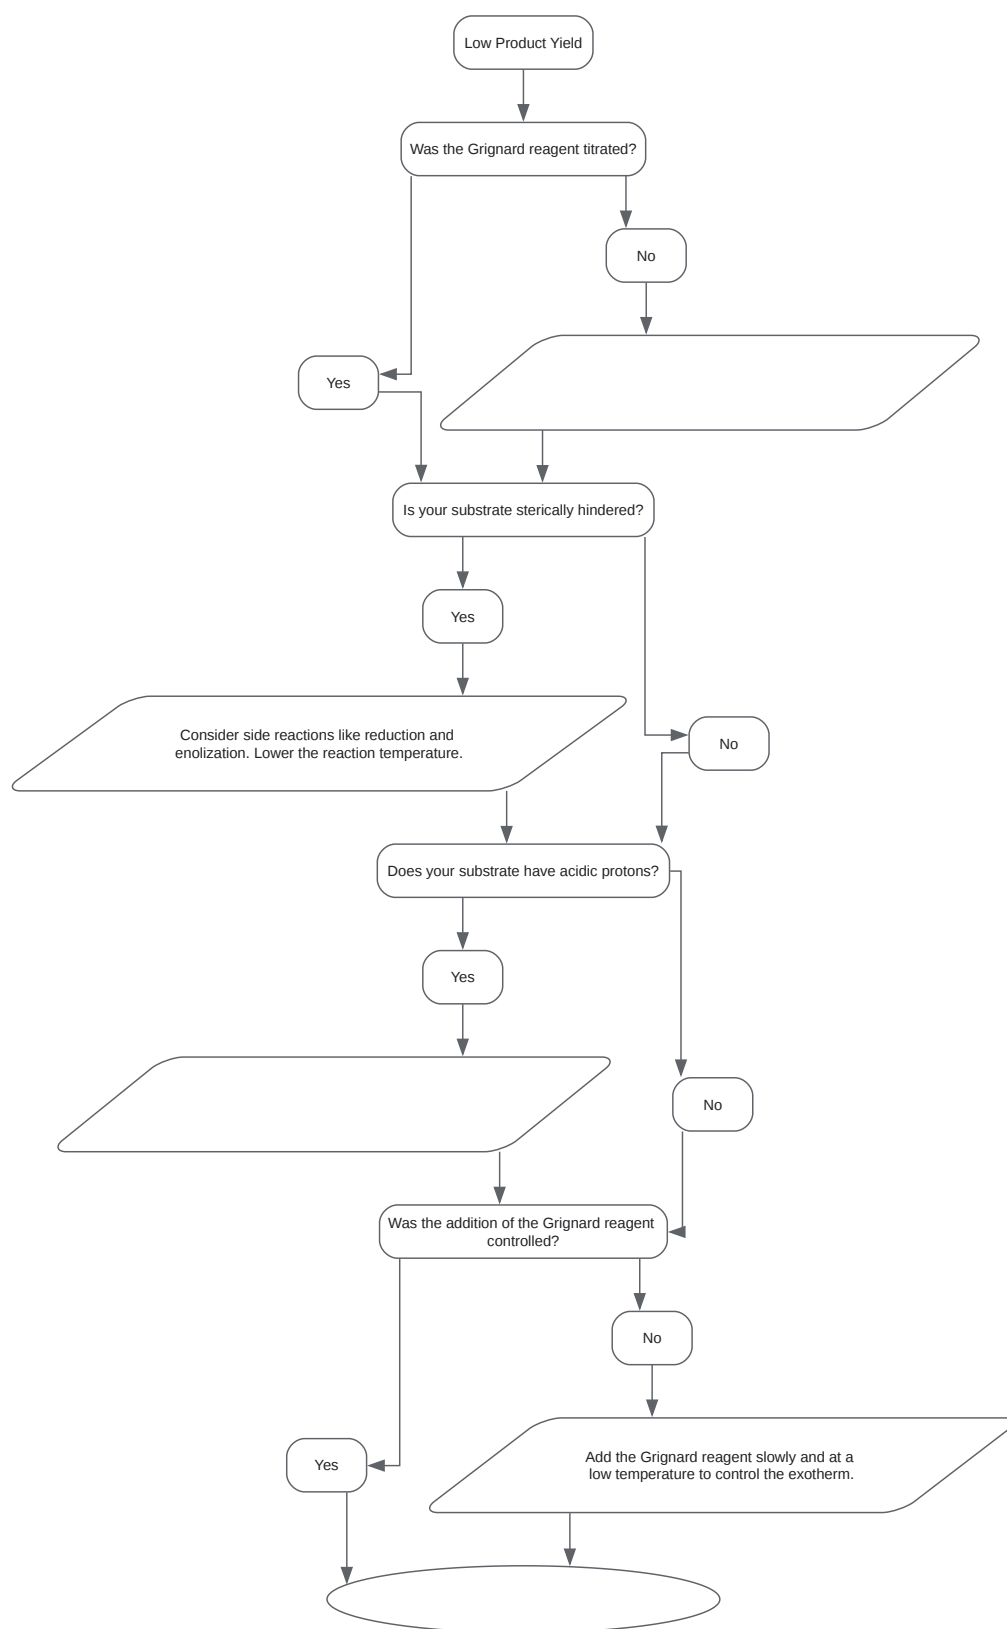 Low Product Yield
Was the Grignard reagent titrated?
No
Yes
Is your substrate sterically hindered?
Yes
Consider side reactions like reduction and
enolization. Lower the reaction temperature.
No
Does your substrate have acidic protons?
Yes
No
Was the addition of the Grignard reagent
controlled?
No
Yes
Add the Grignard reagent slowly and at a
low temperature to control the exotherm.